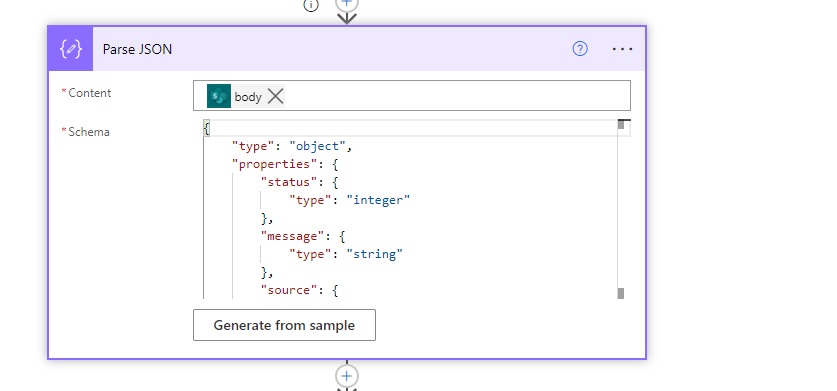 Parse JSON
* Content
body
* Schema
{
"type": "object",
"properties": {
"status": {
"type": "integer"
},
"message": {
"type": "string"
},
"source": {
Generate from sample